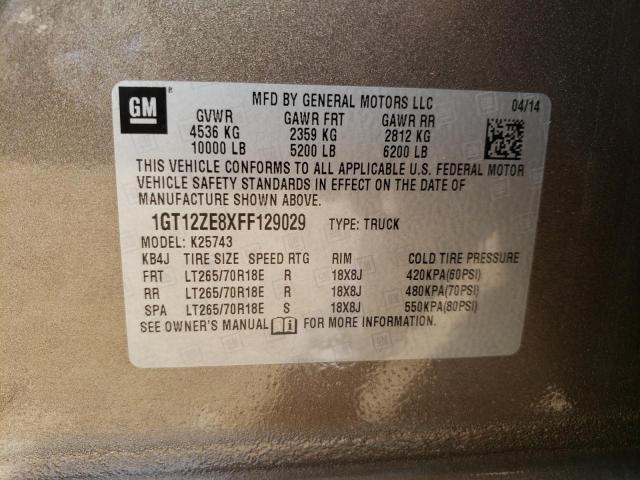 GM
MFD BY GENERAL MOTORS LLC 04/14
GVWR GAWR FRT GAWR RR
4536 KG 2359 KG 2812 KG
10000 LB 5200 LB 6200 LB
THIS VEHICLE CONFORMS TO ALL APPLICABLE U.S. FEDERAL MOTOR
VEHICLE SAFETY STANDARDS IN EFFECT ON THE DATE OF
MANUFACTURE SHOWN ABOVE.
1GT12ZE8XFF129029 TYPE: TRUCK
MODEL: K25743
KB4J TIRE SIZE SPEED RTG RIM COLD TIRE PRESSURE
FRT LT265/70R18E R 18X8J 420KPA(60PSI)
RR LT265/70R18E R 18X8J 480KPA(70PSI)
SPA LT265/70R18E S 18X8J 550KPA(80PSI)
SEE OWNER'S MANUAL FOR MORE INFORMATION.